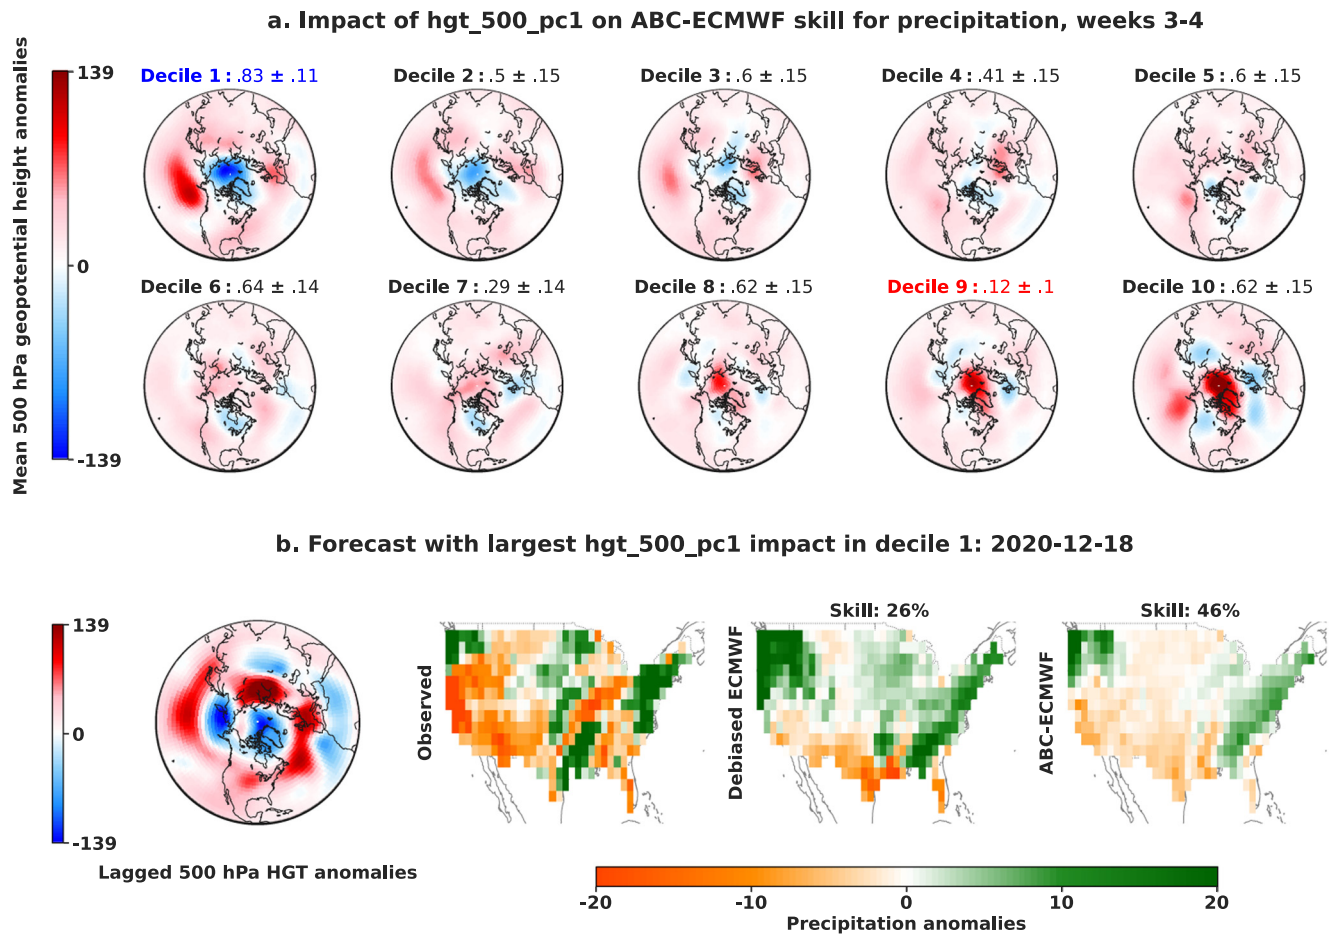 a. Impact of hgt_500_pc1 on ABC-ECMWF skill for precipitation, weeks 3-4
Mean 500 hPa geopotential height anomalies
139
0
-139
Decile 1: .83 ± .11
Decile 2: .5 ± .15
Decile 3: .6 ± .15
Decile 4: .41 ± .15
Decile 5: .6 ± .15
Decile 6: .64 ± .14
Decile 7: .29 ± .14
Decile 8: .62 ± .15
Decile 9: .12 ± .1
Decile 10: .62 ± .15
b. Forecast with largest hgt_500_pc1 impact in decile 1: 2020-12-18
139
0
-139
Lagged 500 hPa HGT anomalies
Observed
Skill: 26%
Debiased ECMWF
Skill: 46%
ABC-ECMWF
-20
-10
0
10
20
Precipitation anomalies